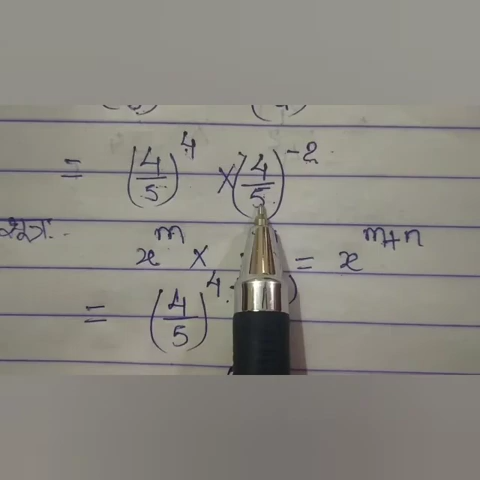 = (4/5)^4 × (4/5)^-2
x^m × = x^m+n
= (4/5)^4